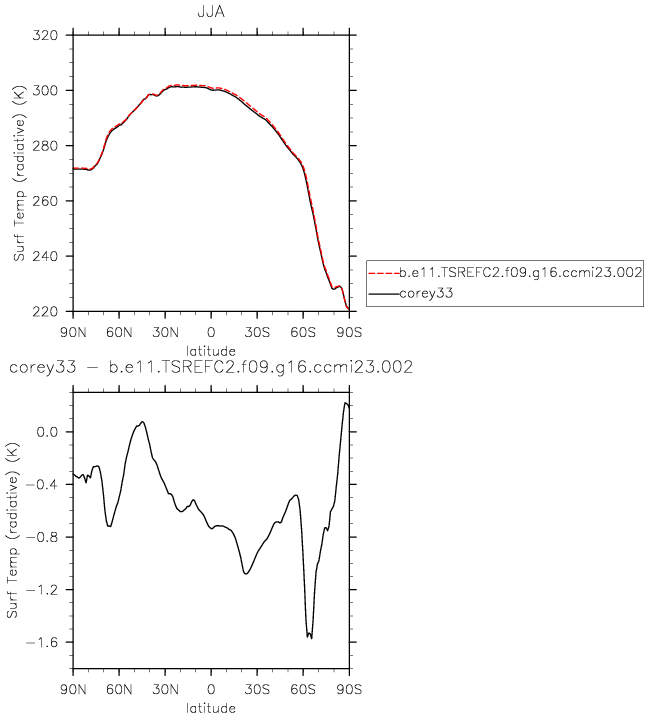 JJA
320
300
280
260
240
220
Surf Temp (radiative) (K)
90N 60N 30N 0 30S 60S 90S
latitude
b.e11.TSREFC2.f09.g16.ccmi23.002
corey33
corey33 − b.e11.TSREFC2.f09.g16.ccmi23.002
0.0
−0.4
−0.8
−1.2
−1.6
Surf Temp (radiative) (K)
90N 60N 30N 0 30S 60S 90S
latitude